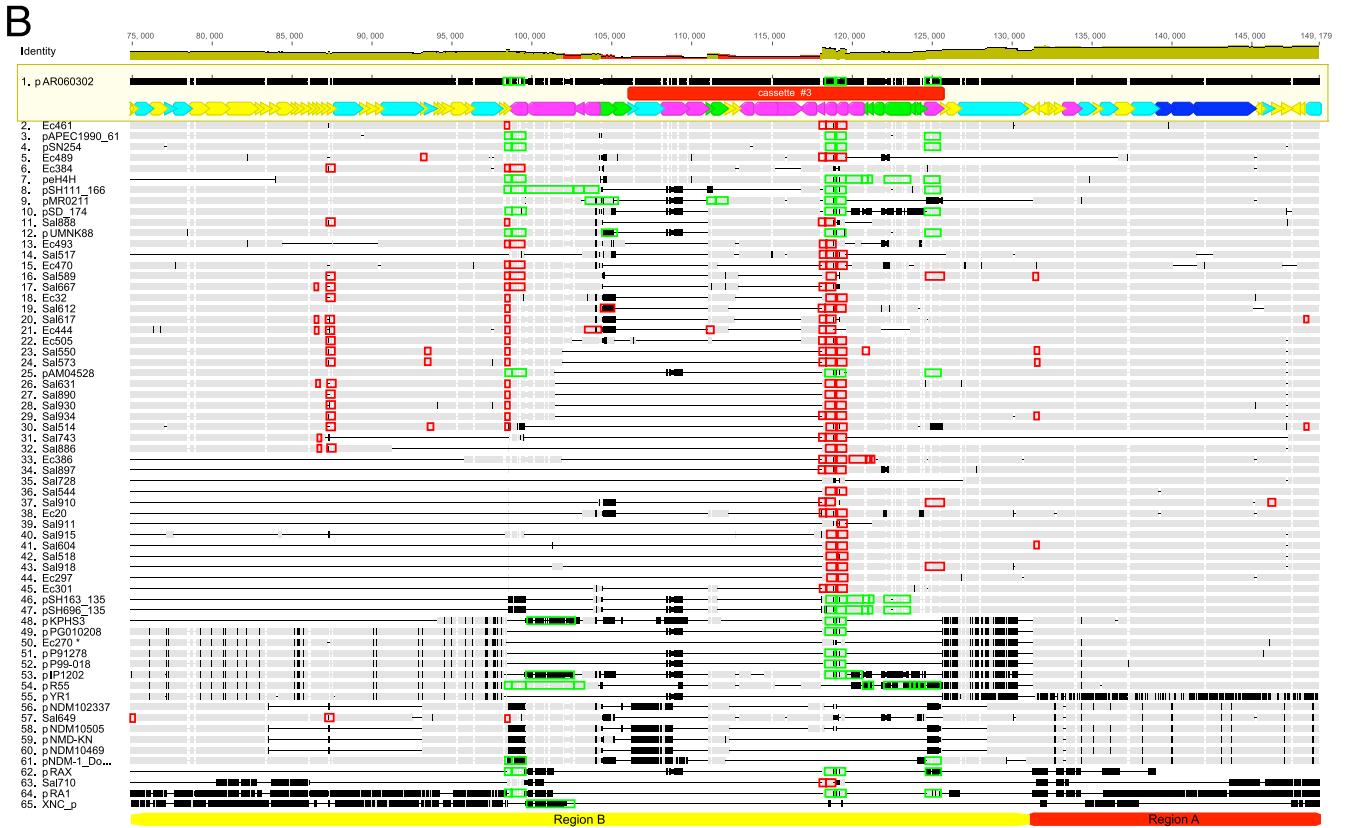 B
75,000 80,000 85,000 90,000 95,000 100,000 105,000 110,000 115,000 120,000 125,000 130,000 135,000 140,000 145,000 149,179
Identity
1. pAR060302
cassette #3
2. Ec461
3. pAPEC1990_61
4. pSN254
5. Ec489
6. Ec384
7. peH4H
8. pSH111_166
9. pMR0211
10. pSD_174
11. Sal888
12. pUMNK88
13. Ec493
14. Sal517
15. Ec470
16. Sal589
17. Sal667
18. Ec32
19. Sal612
20. Sal617
21. Ec444
22. Ec505
23. Sal550
24. Sal573
25. pAM04528
26. Sal631
27. Sal890
28. Sal930
29. Sal934
30. Sal514
31. Sal743
32. Sal886
33. Ec386
34. Sal897
35. Sal728
36. Sal544
37. Sal910
38. Ec20
39. Sal911
40. Sal915
41. Sal604
42. Sal518
43. Sal918
44. Ec297
45. Ec301
46. pSH163_135
47. pSH696_135
48. pKPHS3
49. pPG010208
50. Ec270 *
51. pP91278
52. pP99-018
53. pIP1202
54. pR55
55. pYR1
56. pNDM102337
57. Sal649
58. pNDM10505
59. pNMD-KN
60. pNDM10469
61. pNDM-1_Do...
62. pRAX
63. Sal710
64. pRA1
65. XNC_p
Region B Region A